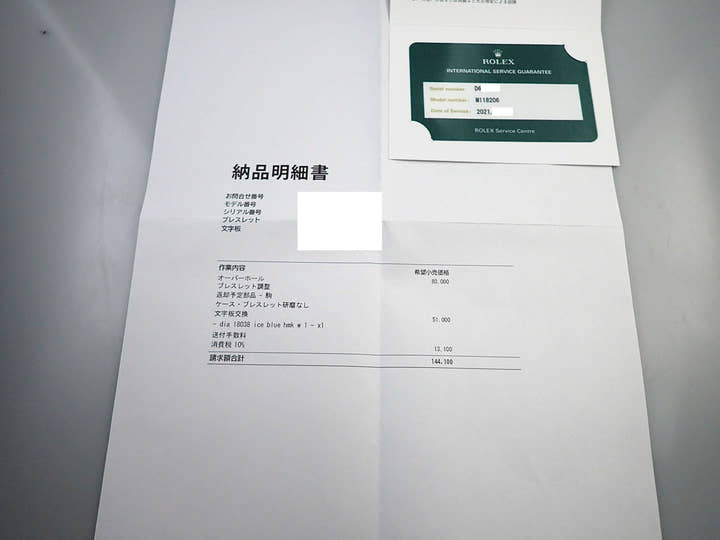 ROLEX
INTERNATIONAL SERVICE GUARANTEE
Serial number: D6
Model number: M118206
Date of Service: 2021.
ROLEX Service Centre
納品明細書
お問合せ番号
モデル番号
シリアル番号
ブレスレット
文字板
作業内容 希望小売価格
オーバーホール 80,000
ブレスレット調整
返却予定部品 - 駒
ケース・ブレスレット研磨なし
文字板交換 51,000
- dia 18038 ice blue hmk w 1 - xl
送付手数料
消費税 10% 13,100
請求額合計 144,100